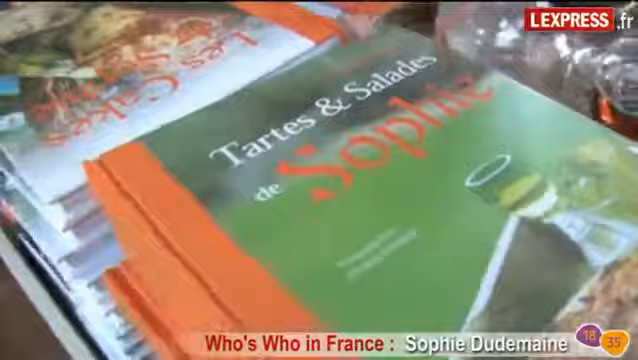 LEXPRESS.fr
Les Cakes
Tartes & Salades
de Sophie
Who's Who in France : Sophie Dudemaine
18
35